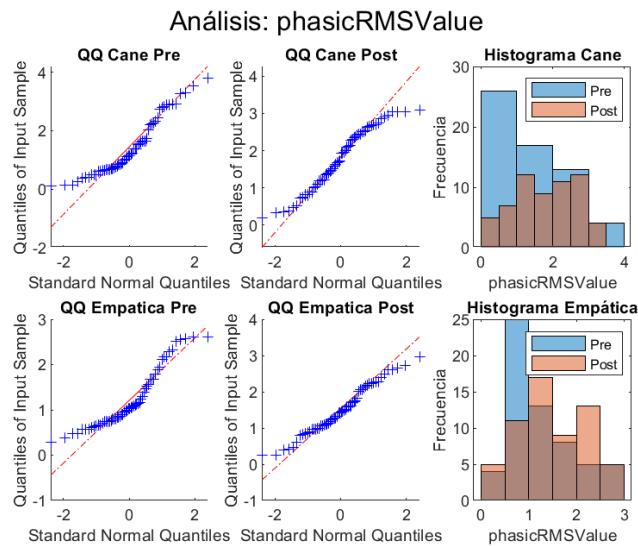 Análisis: phasicRMSValue
QQ Cane Pre
QQ Cane Post
Histograma Cane
Quantiles of Input Sample
4
2
0
-2
-2
0
2
Standard Normal Quantiles
Quantiles of Input Sample
4
3
2
1
0
-2
0
2
Standard Normal Quantiles
Frecuencia
30
20
10
0
Pre
Post
0
2
4
phasicRMSValue
QQ Empatica Pre
QQ Empatica Post
Histograma Empática
Quantiles of Input Sample
3
2
1
0
-1
-2
0
2
Standard Normal Quantiles
Quantiles of Input Sample
4
3
2
1
0
-1
-2
0
2
Standard Normal Quantiles
Frecuencia
25
20
15
10
5
0
Pre
Post
0
1
2
3
phasicRMSValue